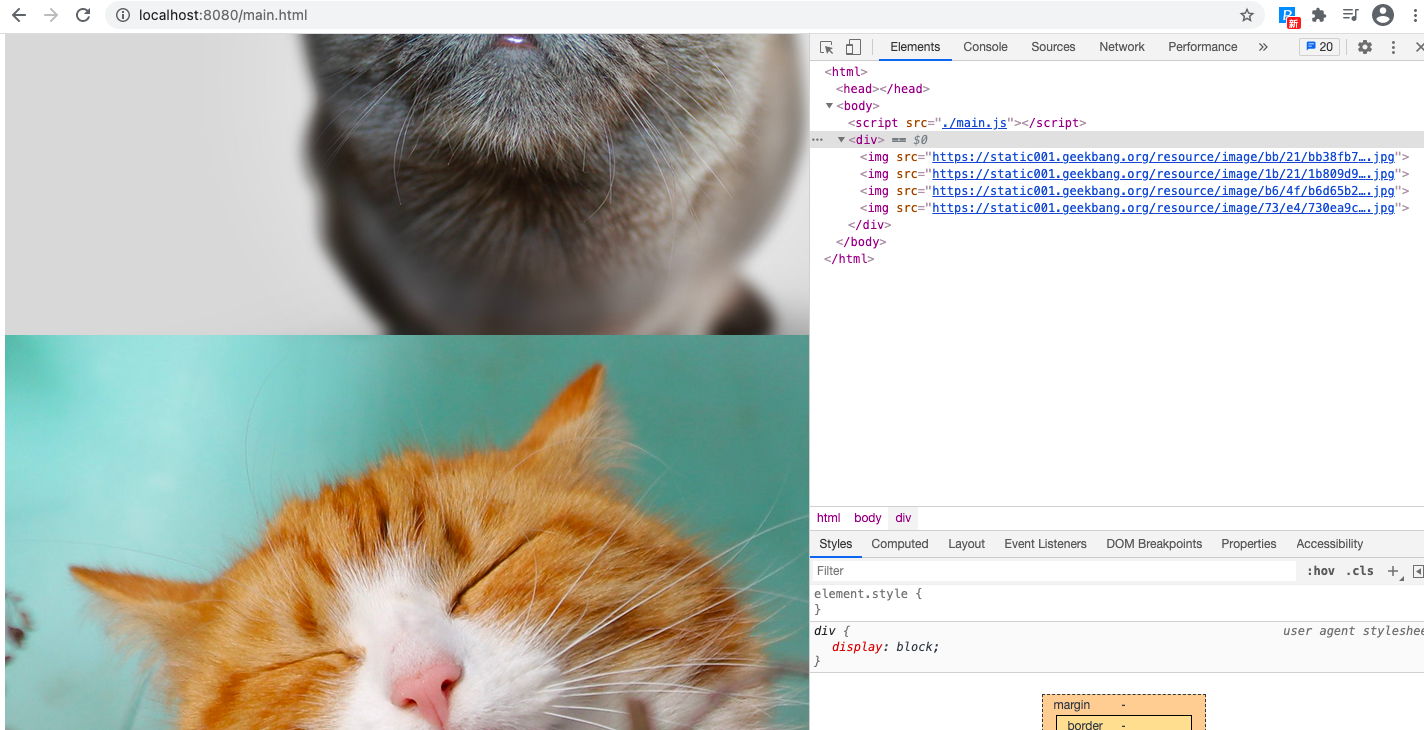 localhost:8080/main.html
新
Elements Console Sources Network Performance » 20
<html>
<head></head>
<body>
<script src="./main.js"></script>
… <div> == $0
<img src="https://static001.geekbang.org/resource/image/bb/21/bb38fb7….jpg">
<img src="https://static001.geekbang.org/resource/image/1b/21/1b809d9….jpg">
<img src="https://static001.geekbang.org/resource/image/b6/4f/b6d65b2….jpg">
<img src="https://static001.geekbang.org/resource/image/73/e4/730ea9c….jpg">
</div>
</body>
</html>
html body div
Styles Computed Layout Event Listeners DOM Breakpoints Properties Accessibility
Filter :hov .cls +
element.style {
}
div { user agent styleshee
display: block;
}
margin -
border -